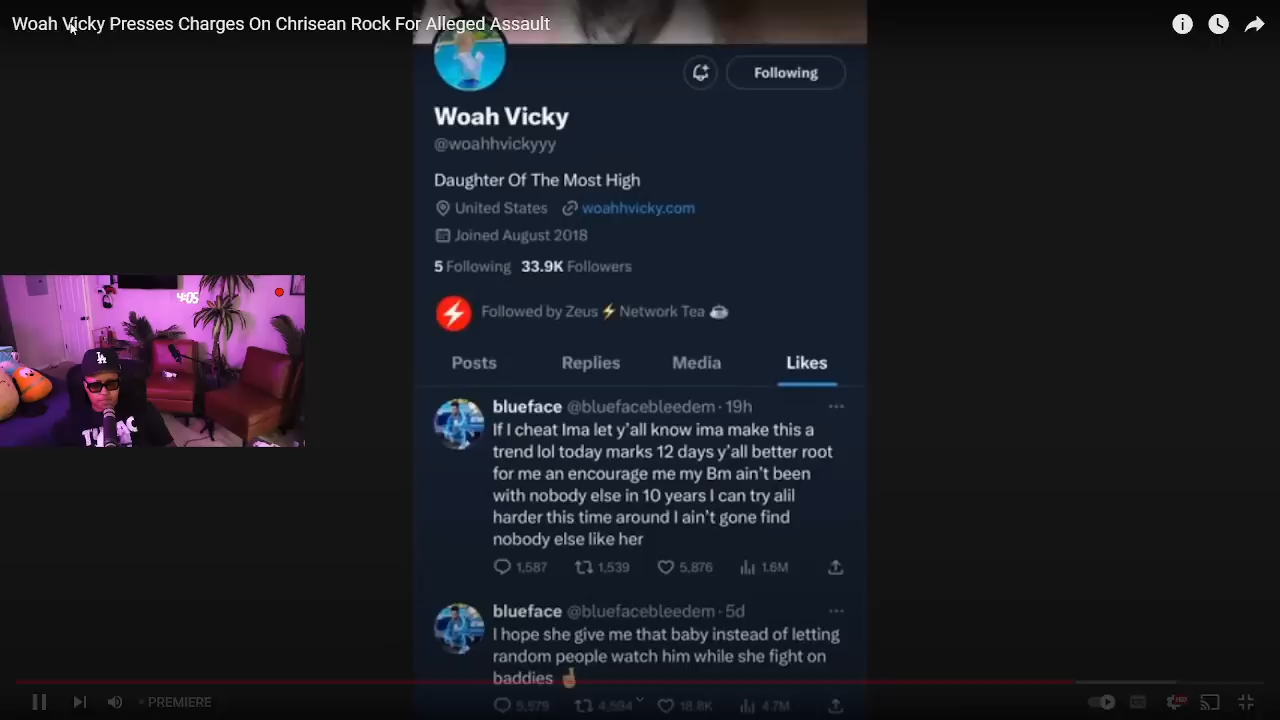 Woah Vicky Presses Charges On Chrisean Rock For Alleged Assault
Following
Woah Vicky
@woahhvickyyy
Daughter Of The Most High
United States woahhvicky.com
Joined August 2018
5 Following 33.9K Followers
Followed by Zeus⚡Network Tea ☕
Posts Replies Media Likes
blueface @bluefacebleedem · 19h
If I cheat Ima let y'all know ima make this a
trend lol today marks 12 days y'all better root
for me an encourage me my Bm ain't been
with nobody else in 10 years I can try alil
harder this time around I ain't gone find
nobody else like her
1,587 1,539 5,876 1.6M
blueface @bluefacebleedem · 5d
I hope she give me that baby instead of letting
random people watch him while she fight on
baddies 🤞🏽
5,579 4,594 18.8K 4.7M
4:05
LA
PREMIERE
HD